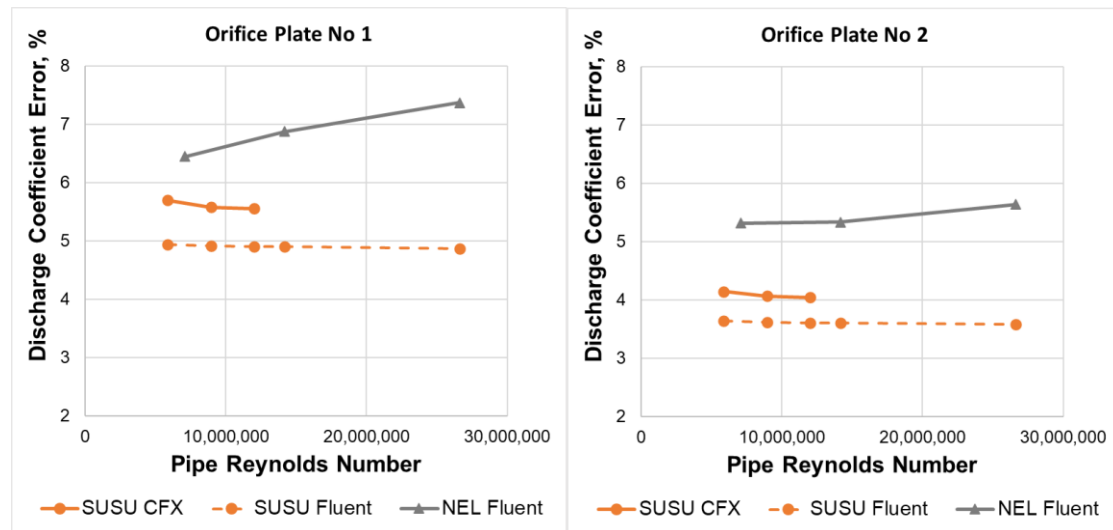 Orifice Plate No 1
Discharge Coefficient Error, %
8
7
6
5
4
3
2
0
10,000,000
20,000,000
30,000,000
Pipe Reynolds Number
SUSU CFX
SUSU Fluent
NEL Fluent
Orifice Plate No 2
Discharge Coefficient Error, %
8
7
6
5
4
3
2
0
10,000,000
20,000,000
30,000,000
Pipe Reynolds Number
SUSU CFX
SUSU Fluent
NEL Fluent